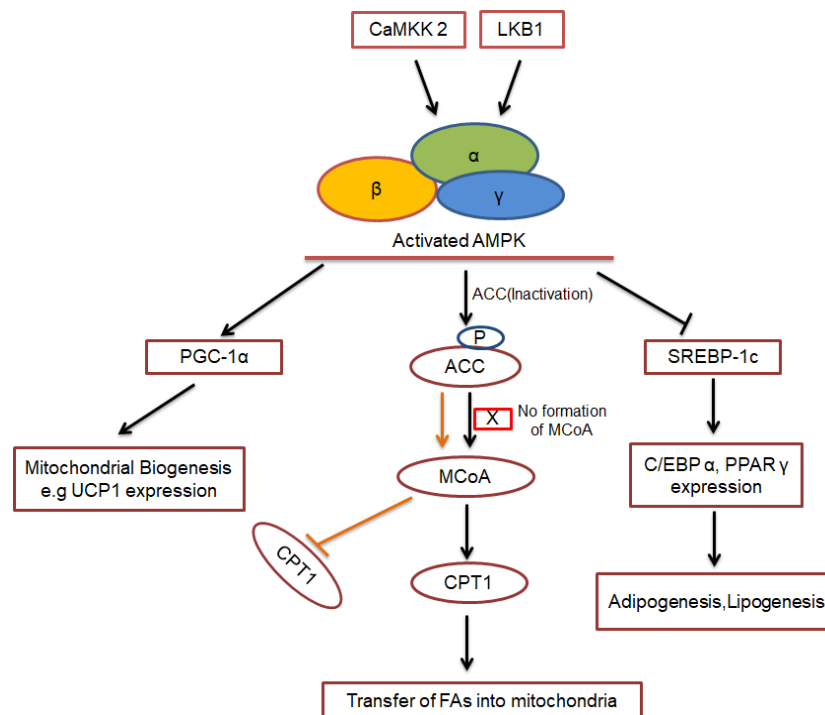 CaMKK 2
LKB1
α
β
γ
Activated AMPK
ACC(Inactivation)
P
PGC-1α
ACC
SREBP-1c
X
No formation
of MCoA
Mitochondrial Biogenesis
e.g UCP1 expression
MCoA
C/EBP α, PPAR γ
expression
CPT1
CPT1
Adipogenesis,Lipogenesis
Transfer of FAs into mitochondria